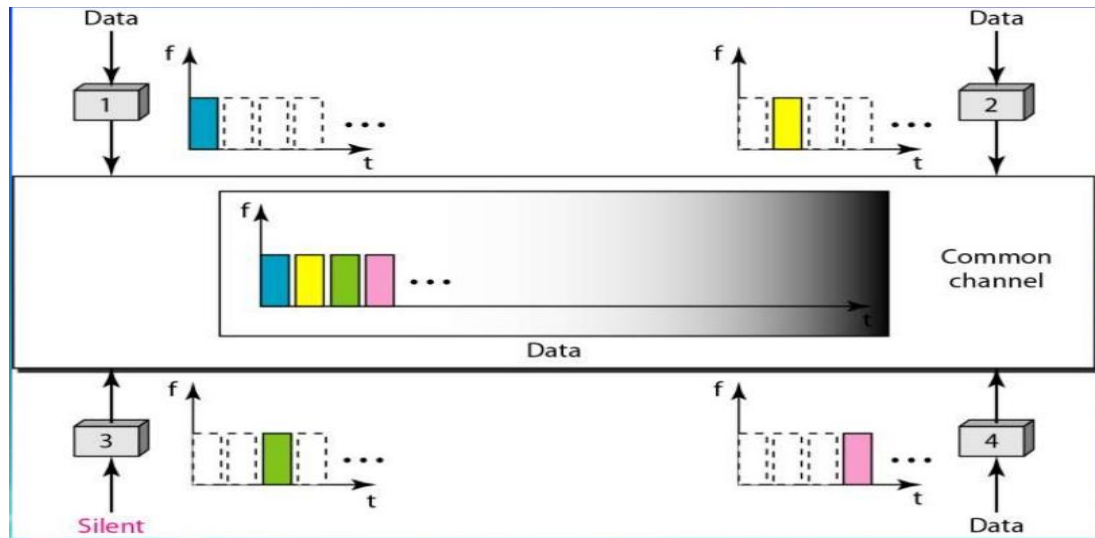 Data
Data
f
f
1
2
• • •
• • •
t
t
f
Common
channel
• • •
t
Data
f
f
3
4
• • •
• • •
t
t
Silent
Data